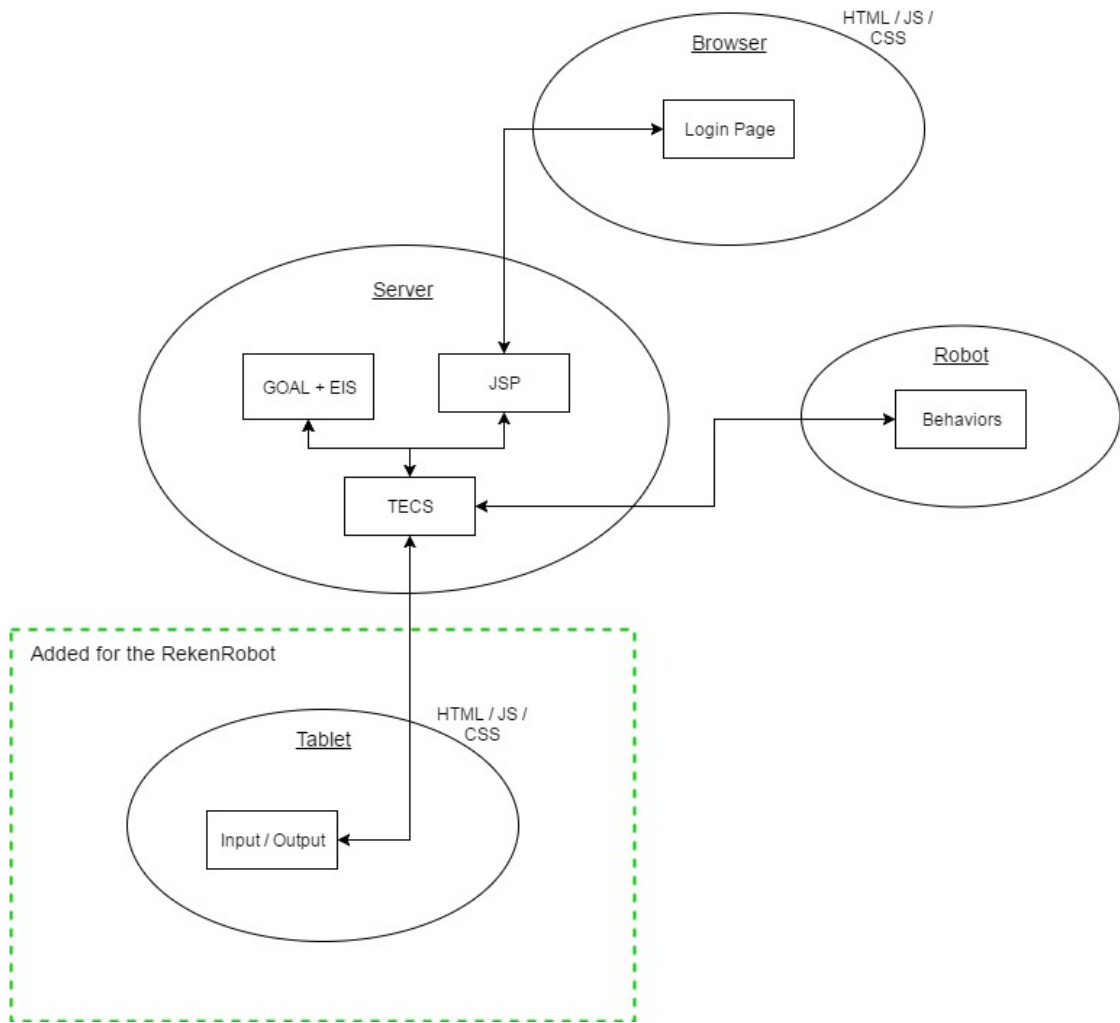 HTML / JS /
CSS
Browser
Login Page
Server
GOAL + EIS
JSP
Robot
Behaviors
TECS
Added for the RekenRobot
HTML / JS /
CSS
Tablet
Input / Output